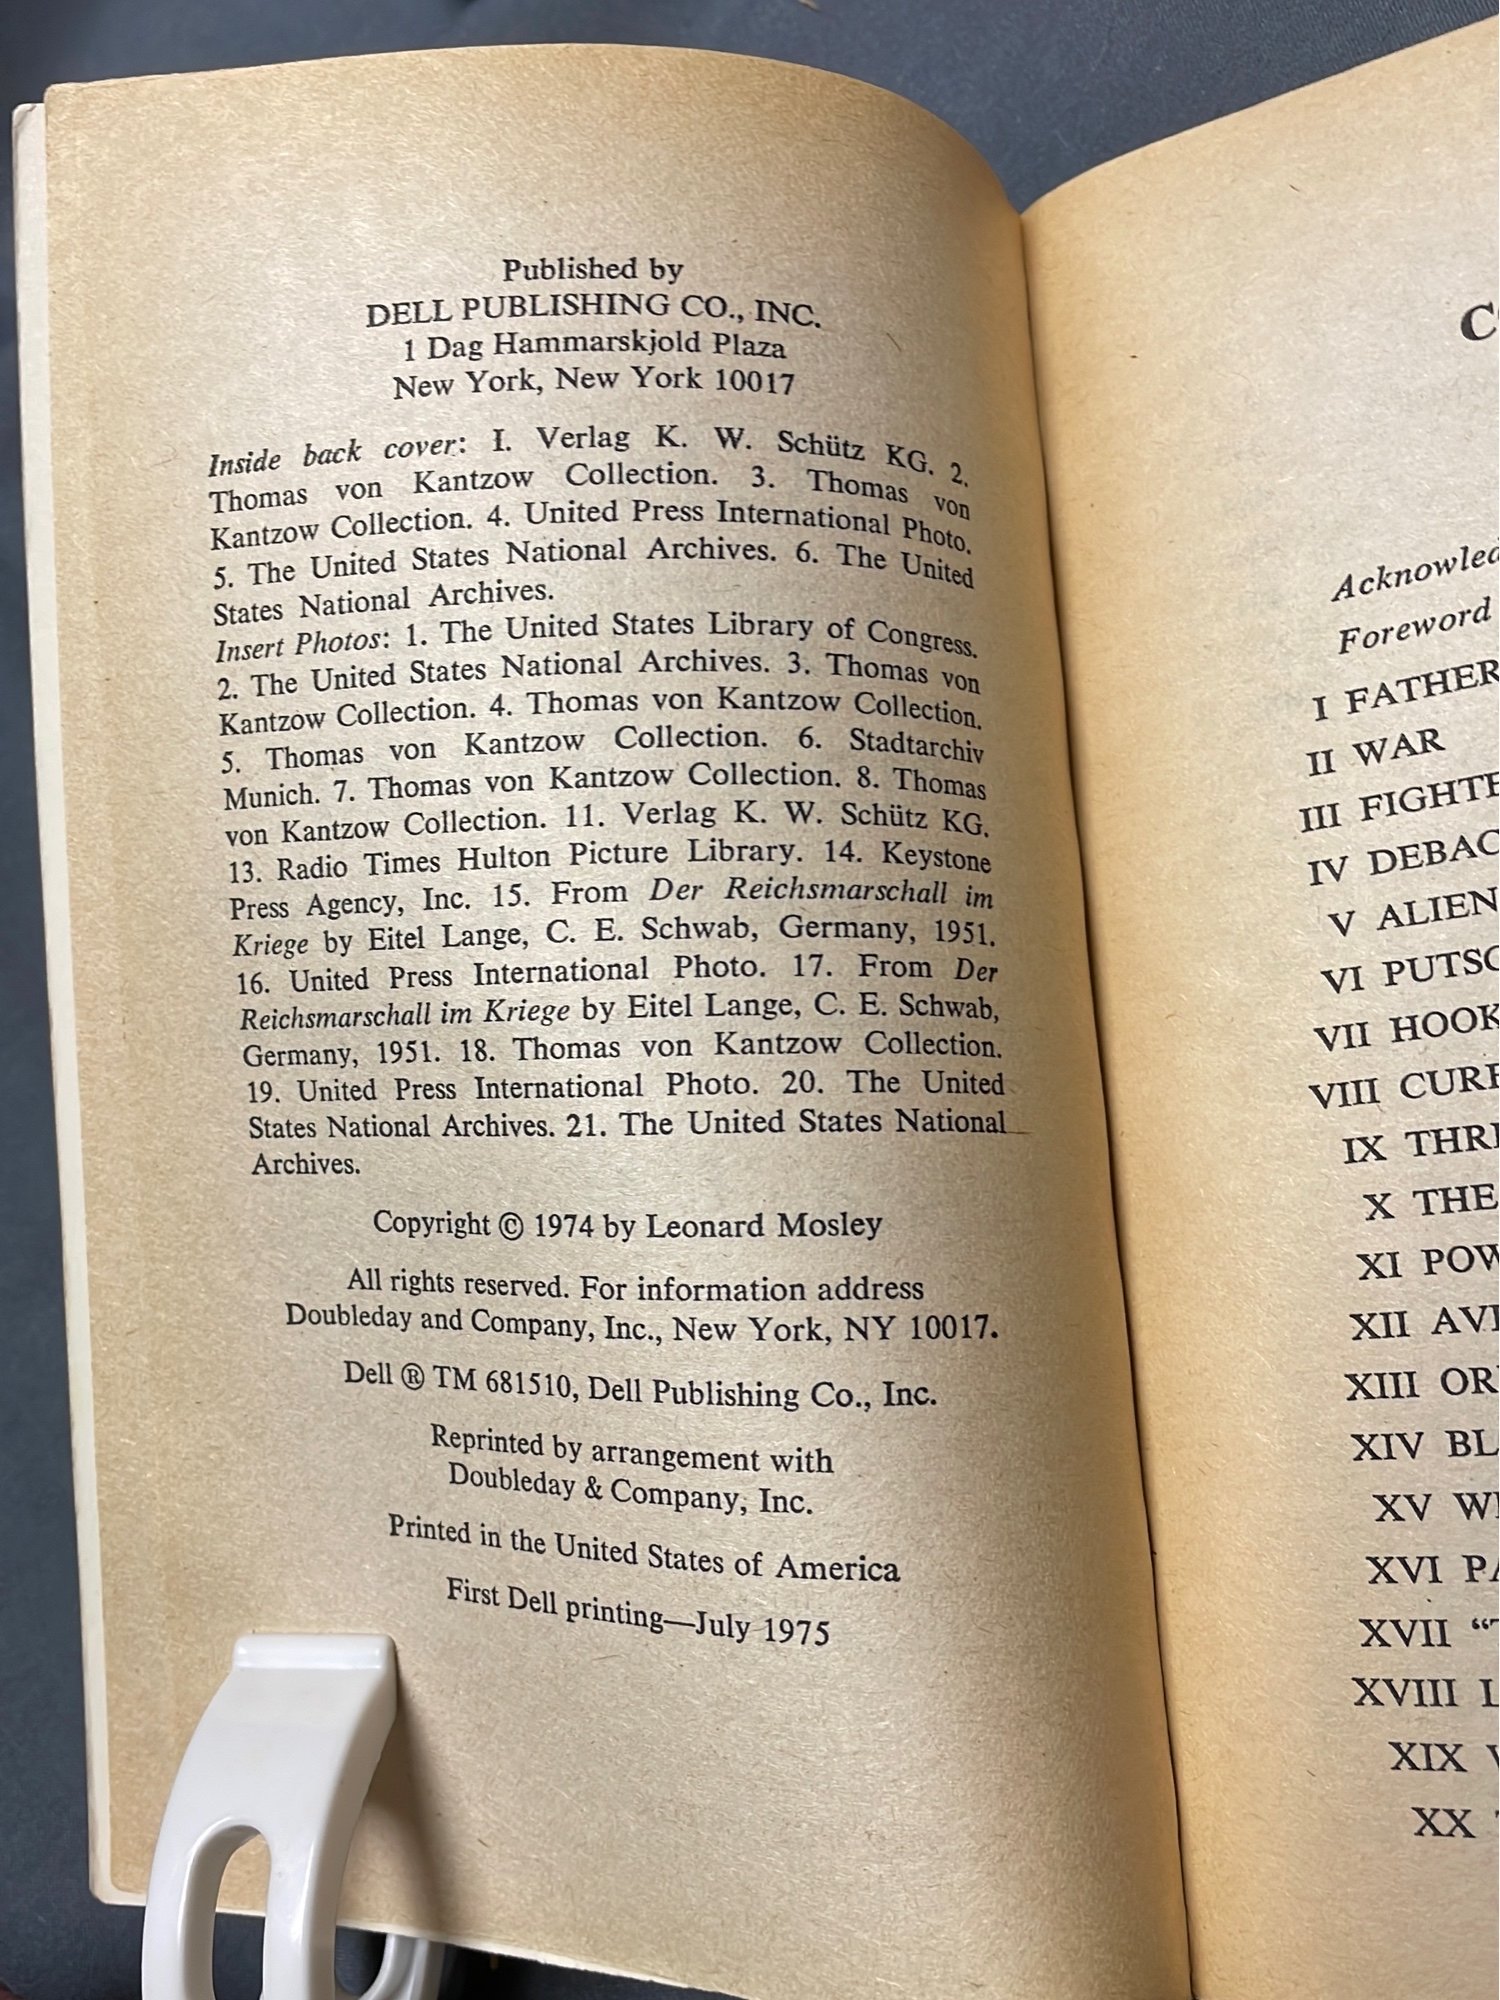 Published by
DELL PUBLISHING CO., INC.
1 Dag Hammarskjold Plaza
New York, New York 10017
Inside back cover: I. Verlag K. W. Schütz KG. 2.
Thomas von Kantzow Collection. 3. Thomas von
Kantzow Collection. 4. United Press International Photo.
5. The United States National Archives. 6. The United
States National Archives.
Insert Photos: 1. The United States Library of Congress.
2. The United States National Archives. 3. Thomas von
Kantzow Collection. 4. Thomas von Kantzow Collection.
5. Thomas von Kantzow Collection. 6. Stadtarchiv
Munich. 7. Thomas von Kantzow Collection. 8. Thomas
von Kantzow Collection. 11. Verlag K. W. Schütz KG.
13. Radio Times Hulton Picture Library. 14. Keystone
Press Agency, Inc. 15. From Der Reichsmarschall im
Kriege by Eitel Lange, C. E. Schwab, Germany, 1951.
16. United Press International Photo. 17. From Der
Reichsmarschall im Kriege by Eitel Lange, C. E. Schwab,
Germany, 1951. 18. Thomas von Kantzow Collection.
19. United Press International Photo. 20. The United
States National Archives. 21. The United States National
Archives.
Copyright © 1974 by Leonard Mosley
All rights reserved. For information address
Doubleday and Company, Inc., New York, NY 10017.
Dell ® TM 681510, Dell Publishing Co., Inc.
Reprinted by arrangement with
Doubleday & Company, Inc.
Printed in the United States of America
First Dell printing—July 1975
C
Acknowled
Foreword
I FATHER
II WAR
III FIGHTE
IV DEBAC
V ALIEN
VI PUTSC
VII HOOK
VIII CURE
IX THRE
X THE
XI POW
XII AVI
XIII OR
XIV BL
XV W
XVI PA
XVII “T
XVIII L
XIX
XX